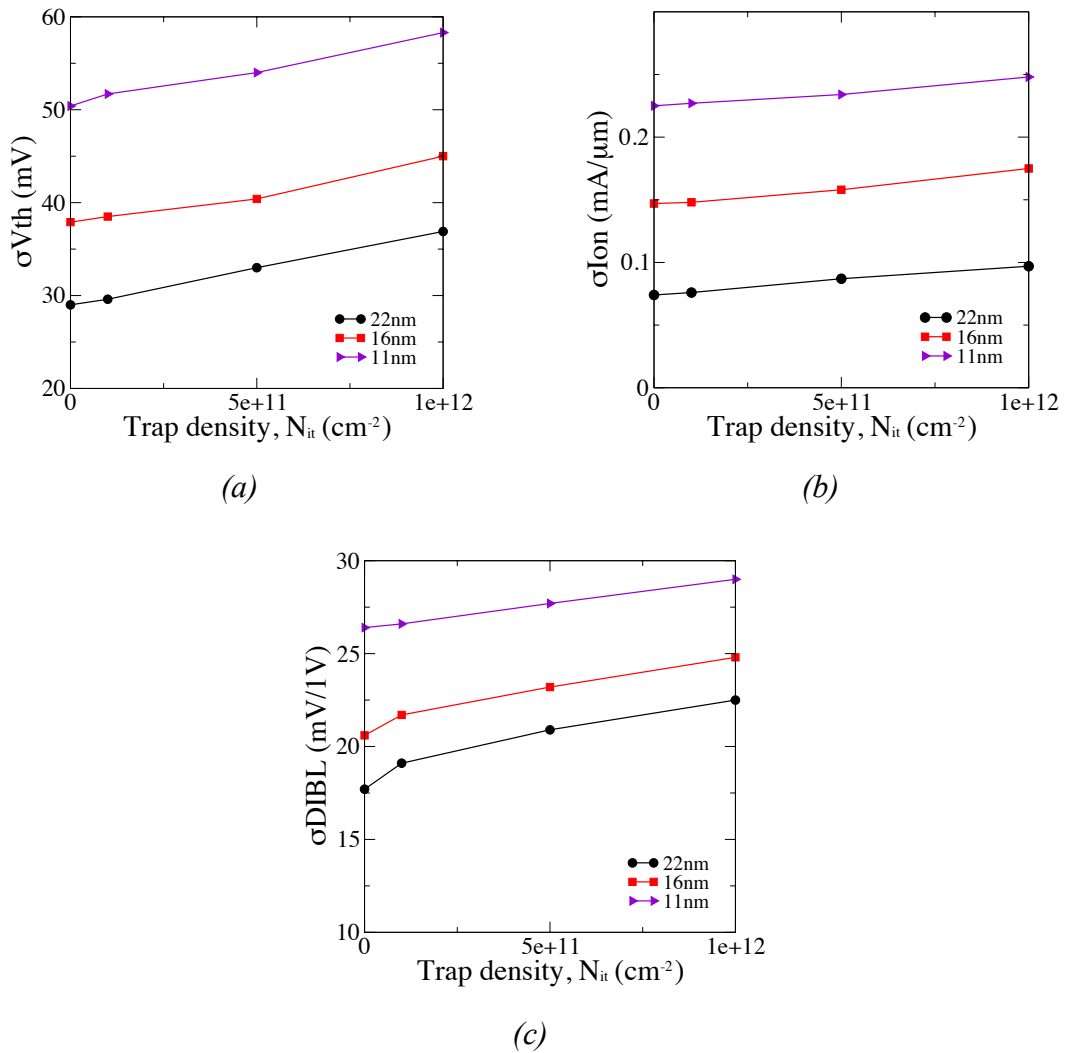 60
50
40
30
20
σVth (mV)
22nm
16nm
11nm
0
5e+11
1e+12
Trap density, Nit (cm-2)
(a)
0.2
0.1
0
σIon (mA/μm)
22nm
16nm
11nm
0
5e+11
1e+12
Trap density, Nit (cm-2)
(b)
30
25
20
15
10
σDIBL (mV/1V)
22nm
16nm
11nm
0
5e+11
1e+12
Trap density, Nit (cm-2)
(c)